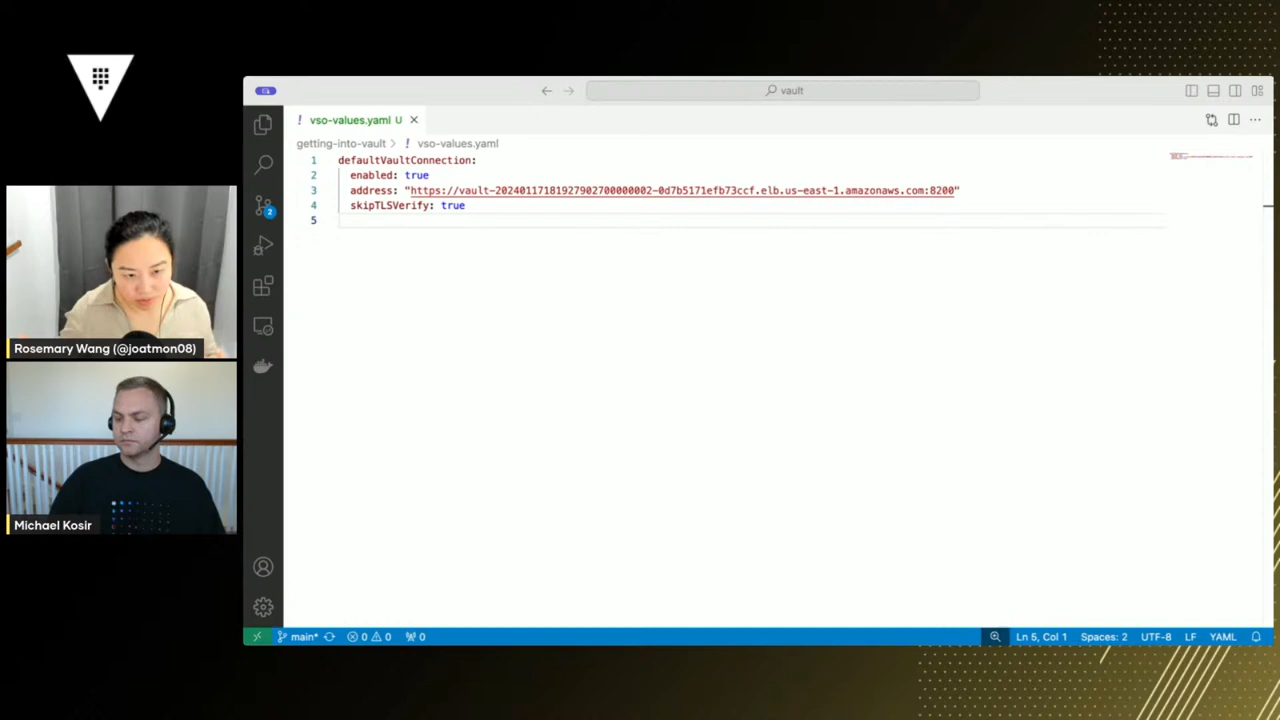 vault
vso-values.yaml U
getting-into-vault > ! vso-values.yaml
1 defaultVaultConnection:
2 enabled: true
3 address: "https://vault-20240117181927902700000002-0d7b5171efb73ccf.elb.us-east-1.amazonaws.com:8200"
4 skipTLSVerify: true
5
2
Rosemary Wang (@joatmon08)
Michael Kosir
main* 0 0 0 Ln 5, Col 1 Spaces: 2 UTF-8 LF YAML